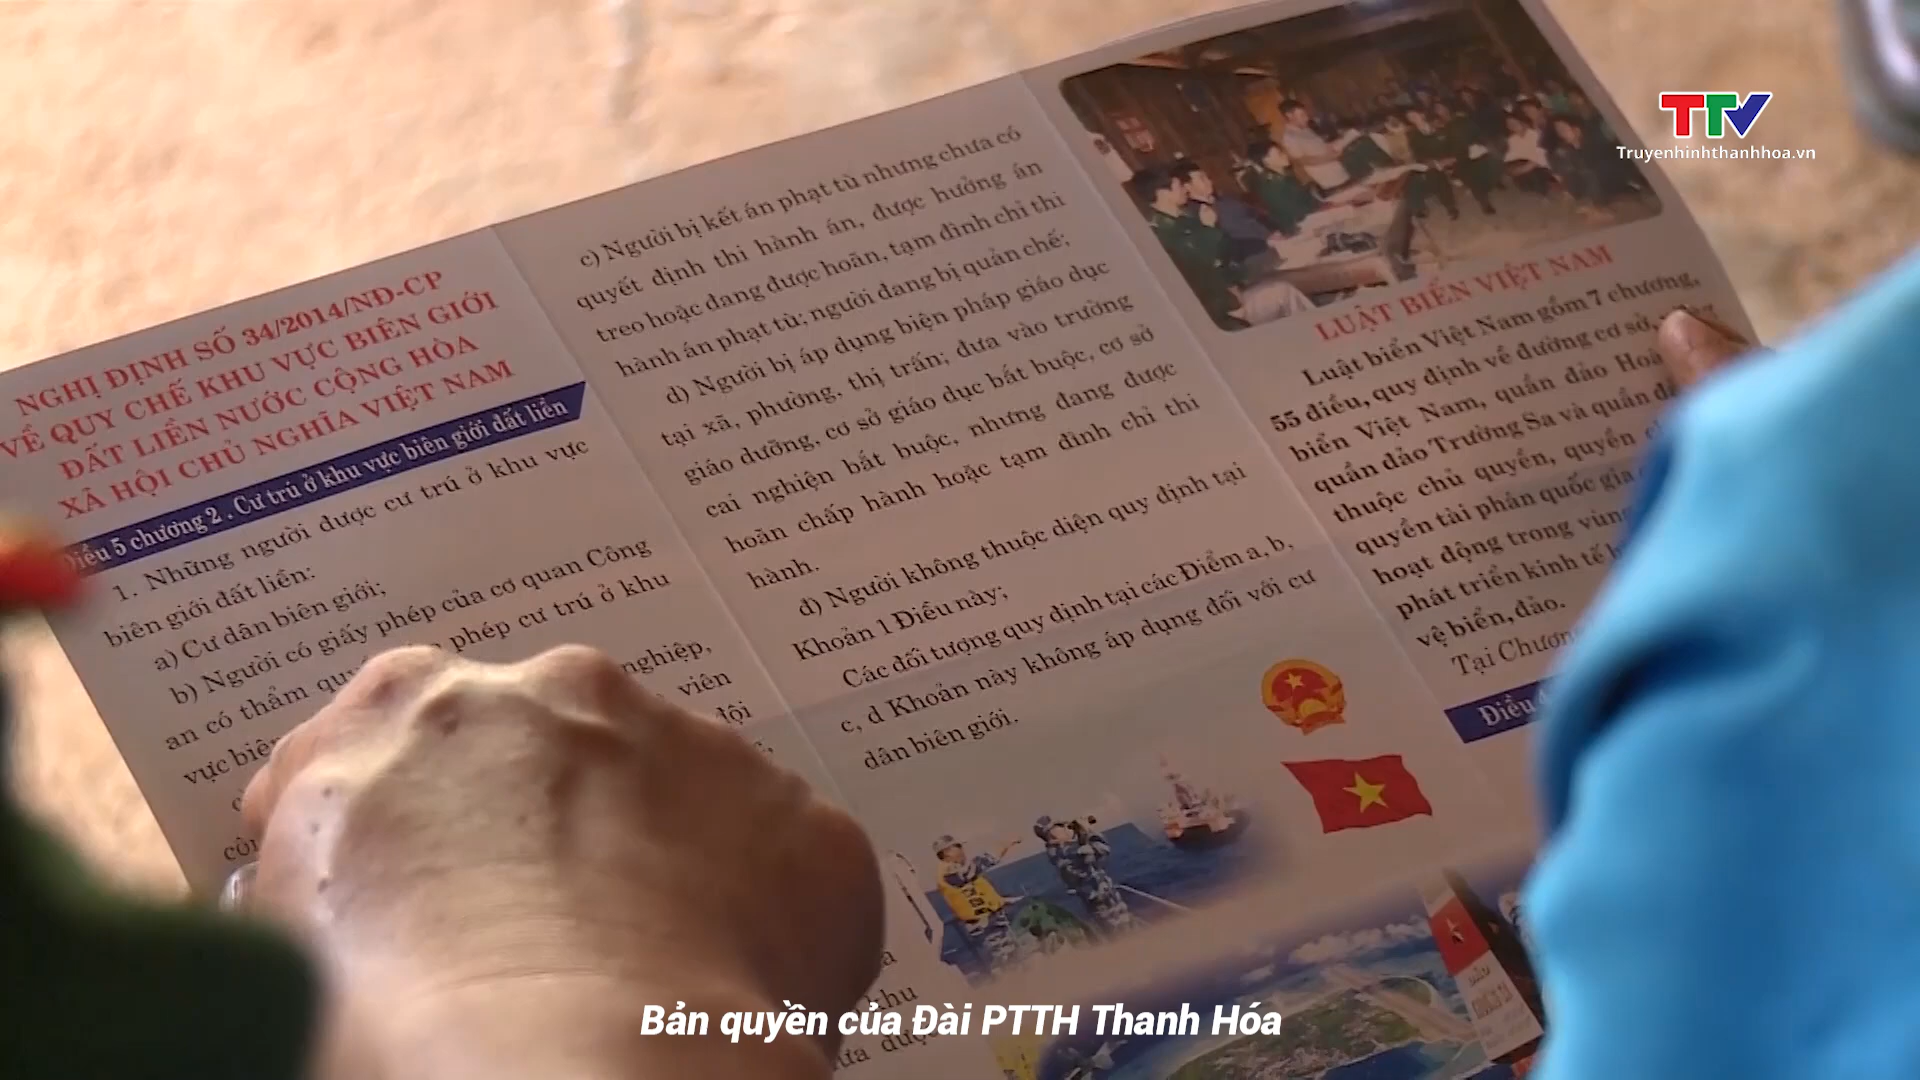 TTV
Truyenhinhthanhhoa.vn
NGHỊ ĐỊNH SỐ 34/2014/NĐ-CP
VỀ QUY CHẾ KHU VỰC BIÊN GIỚI
ĐẤT LIỀN NƯỚC CỘNG HÒA
XÃ HỘI CHỦ NGHĨA VIỆT NAM
Điều 5 chương 2 . Cư trú ở khu vực biên giới đất liền
1. Những người được cư trú ở khu vực
biên giới đất liền:
a) Cư dân biên giới;
b) Người có giấy phép của cơ quan Công
an có thẩm phép cư trú ở khu
vực
nghiệp,
viên
đội
c) Người bị kết án phạt tù nhưng chưa có
quyết định thi hành án, được hưởng án
treo hoặc đang được hoãn, tạm đình chỉ thi
hành án phạt tù; người đang bị quản chế;
d) Người bị áp dụng biện pháp giáo dục
tại xã, phường, thị trấn; đưa vào trường
giáo dưỡng, cơ sở giáo dục bắt buộc, cơ sở
cai nghiện bắt buộc, nhưng đang được
hoãn chấp hành hoặc tạm đình chỉ thi
hành.
đ) Người không thuộc diện quy định tại
Khoản 1 Điều này;
Các đối tượng quy định tại các Điểm a, b,
c, d Khoản này không áp dụng đối với cư
dân biên giới.
khu
LUẬT BIỂN VIỆT NAM
Luật biển Việt Nam gồm 7 chương,
55 điều, quy định về đường cơ sở,
biển Việt Nam, quần đảo
quần đảo Trường Sa và quần
thuộc chủ quyền, quyền
quyền tài phán quốc gia
hoạt động trong vùng
phát triển kinh tế
vệ biển, đảo.
Tại Chương
Điều
Bản quyền của Đài PTTH Thanh Hóa